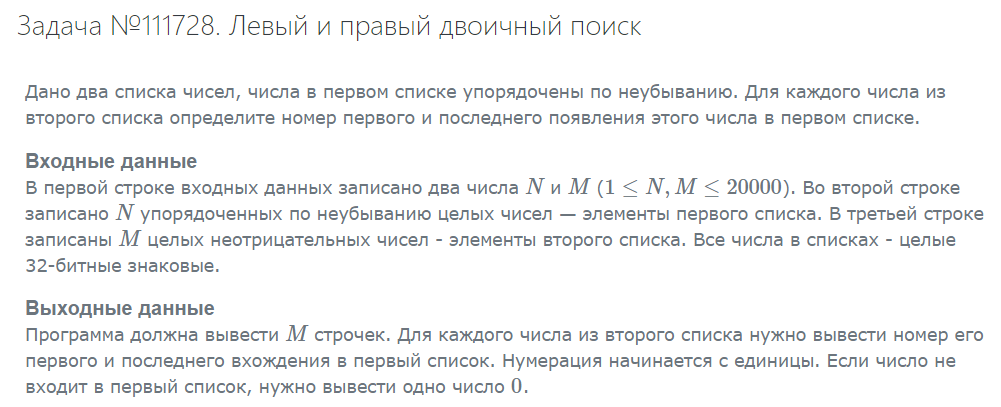 Задача №111728. Левый и правый двоичный поиск
Дано два списка чисел, числа в первом списке упорядочены по неубыванию. Для каждого числа из
второго списка определите номер первого и последнего появления этого числа в первом списке.
Входные данные
В первой строке входных данных записано два числа N и M (1 ≤ N, M ≤ 20000). Во второй строке
записано N упорядоченных по неубыванию целых чисел — элементы первого списка. В третьей строке
записаны M целых неотрицательных чисел - элементы второго списка. Все числа в списках - целые
32-битные знаковые.
Выходные данные
Программа должна вывести M строчек. Для каждого числа из второго списка нужно вывести номер его
первого и последнего вхождения в первый список. Нумерация начинается с единицы. Если число не
входит в первый список, нужно вывести одно число 0.